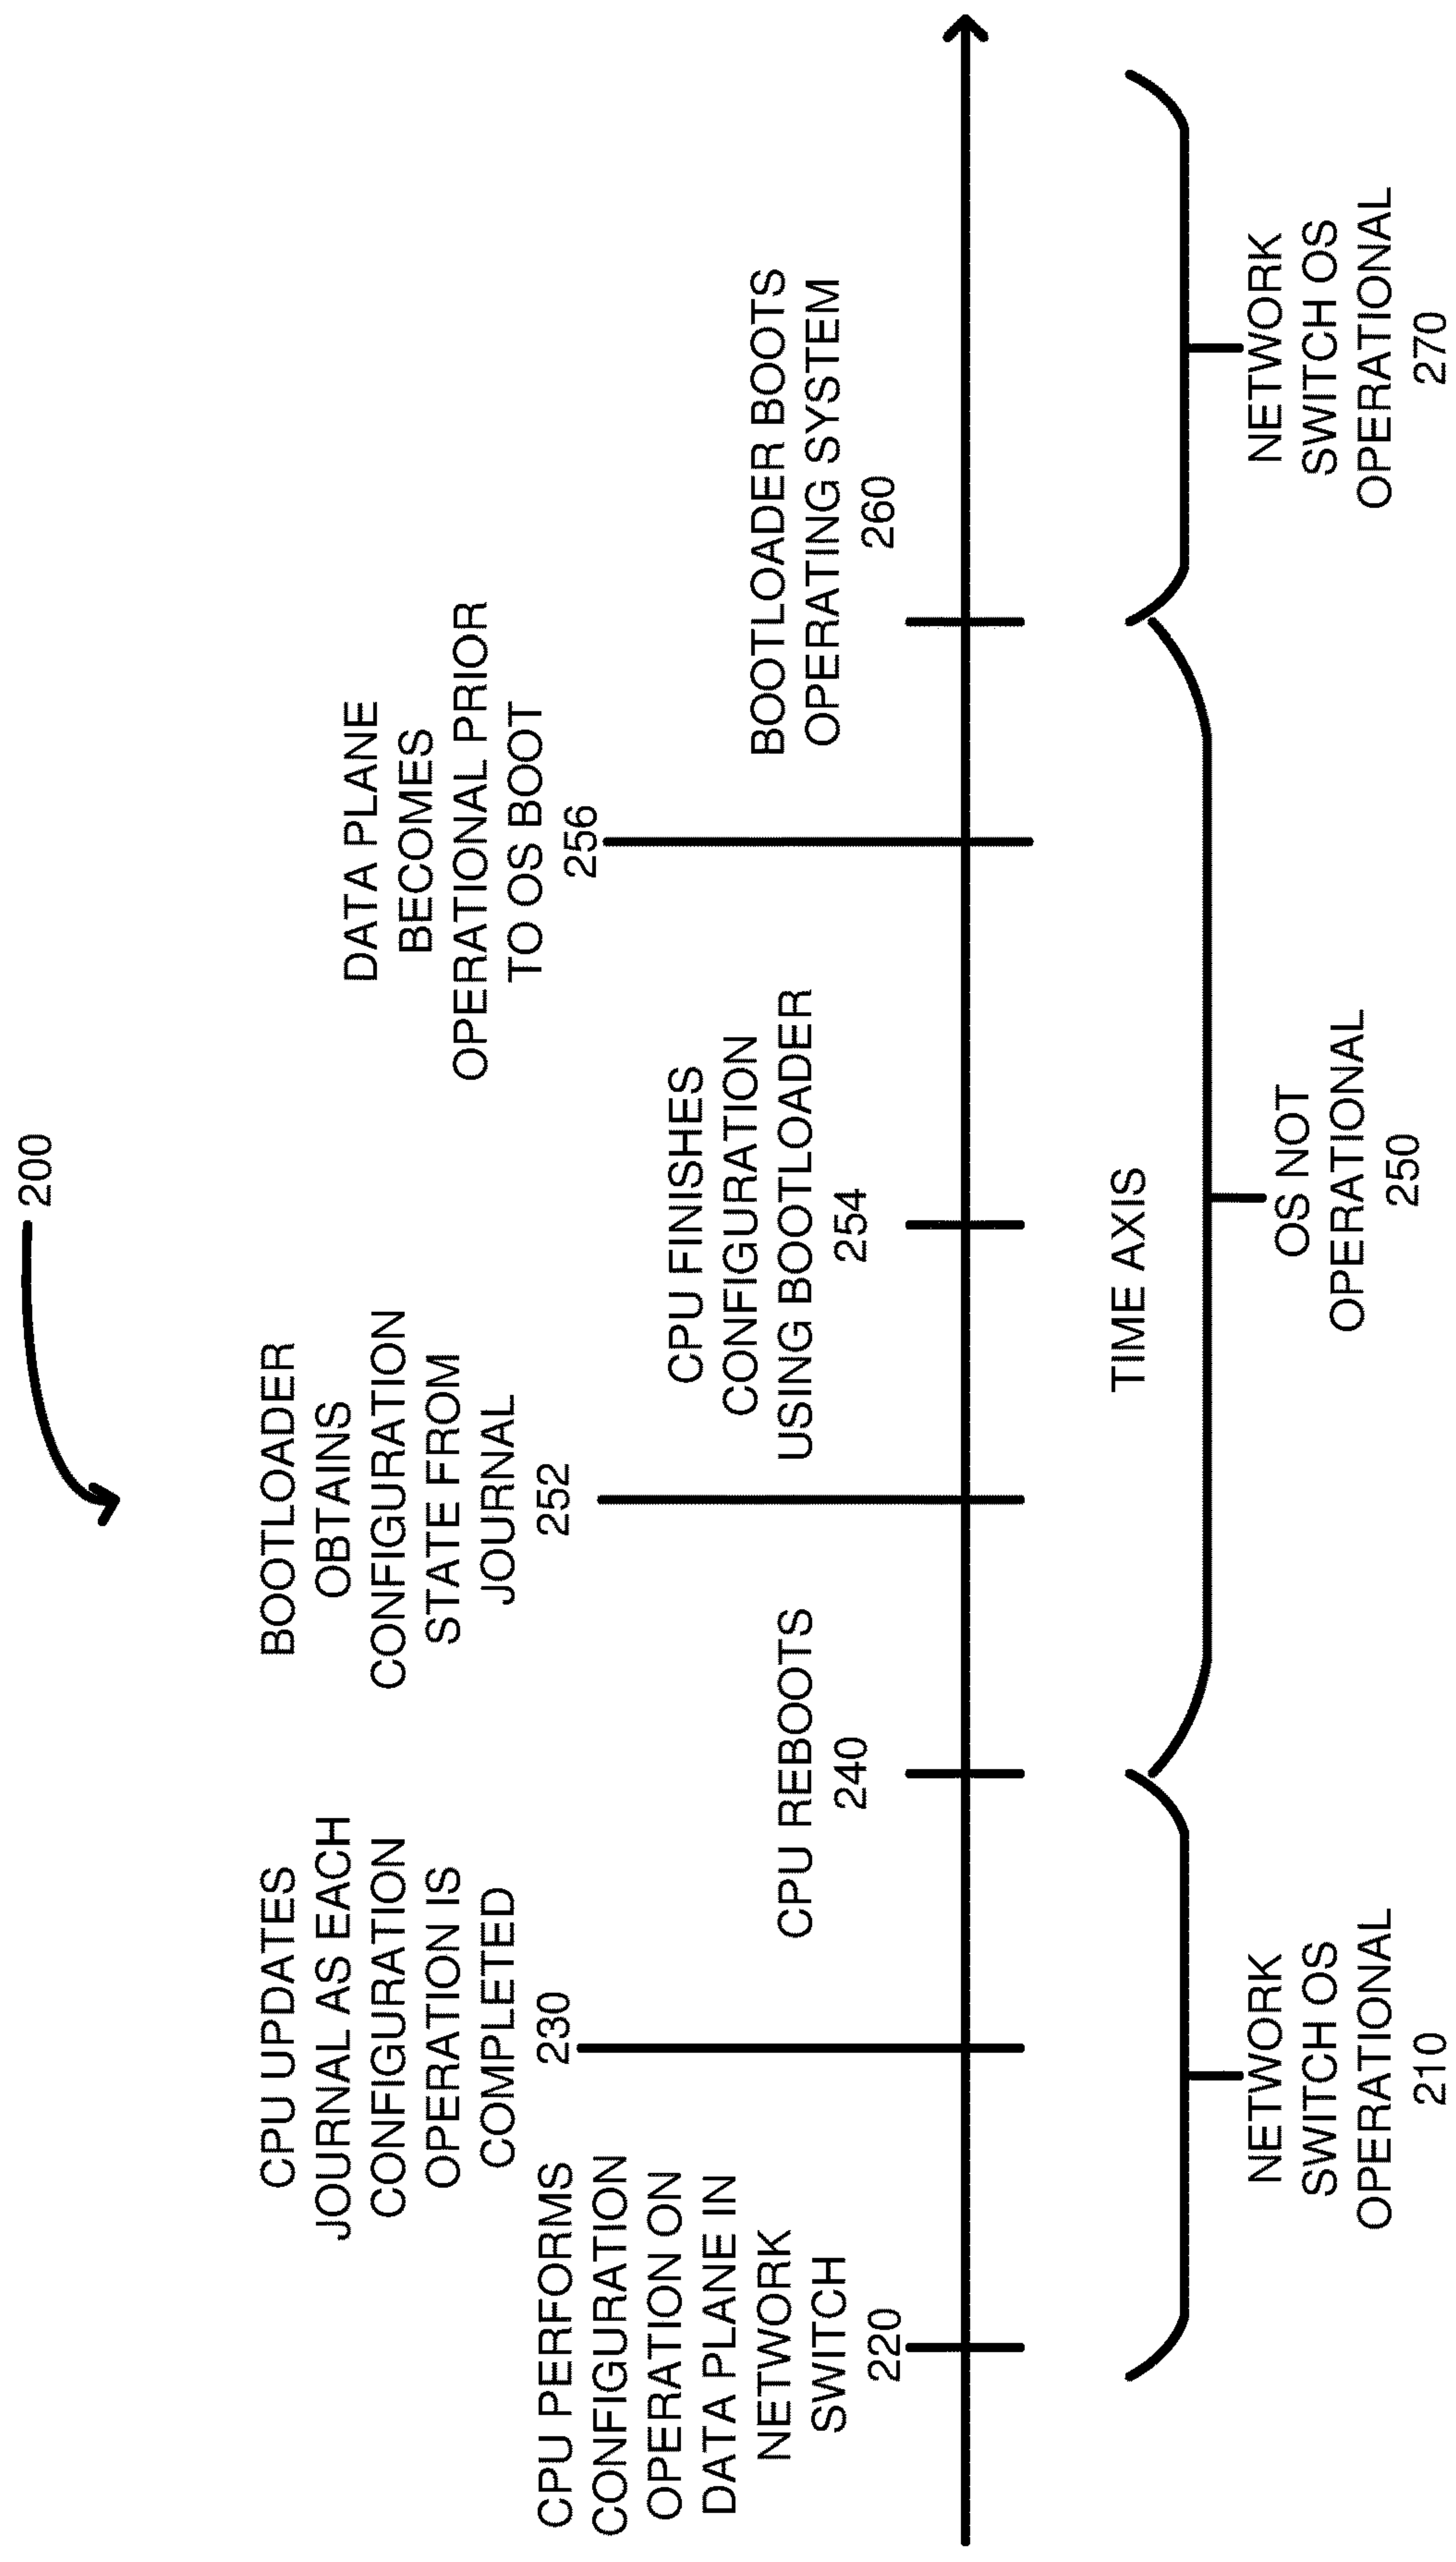 200
CPU PERFORMS
CONFIGURATION
OPERATION ON
DATA PLANE IN
NETWORK
SWITCH
220
CPU UPDATES
JOURNAL AS EACH
CONFIGURATION
OPERATION IS
COMPLETED
230
CPU REBOOTS
240
BOOTLOADER
OBTAINS
CONFIGURATION
STATE FROM
JOURNAL
252
CPU FINISHES
CONFIGURATION
USING BOOTLOADER
254
DATA PLANE
BECOMES
OPERATIONAL PRIOR
TO OS BOOT
256
BOOTLOADER BOOTS
OPERATING SYSTEM
260
TIME AXIS
NETWORK
SWITCH OS
OPERATIONAL
210
OS NOT
OPERATIONAL
250
NETWORK
SWITCH OS
OPERATIONAL
270